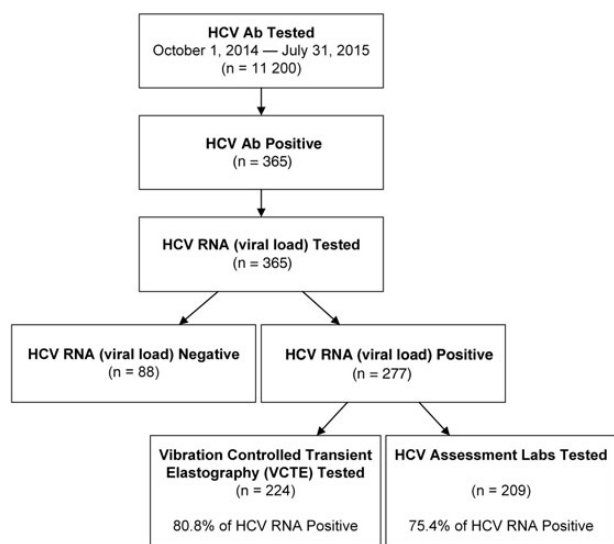 HCV Ab Tested
October 1, 2014 — July 31, 2015
(n = 11 200)
HCV Ab Positive
(n = 365)
HCV RNA (viral load) Tested
(n = 365)
HCV RNA (viral load) Negative
(n = 88)
HCV RNA (viral load) Positive
(n = 277)
Vibration Controlled Transient
Elastography (VCTE) Tested
(n = 224)
80.8% of HCV RNA Positive
HCV Assessment Labs Tested
(n = 209)
75.4% of HCV RNA Positive